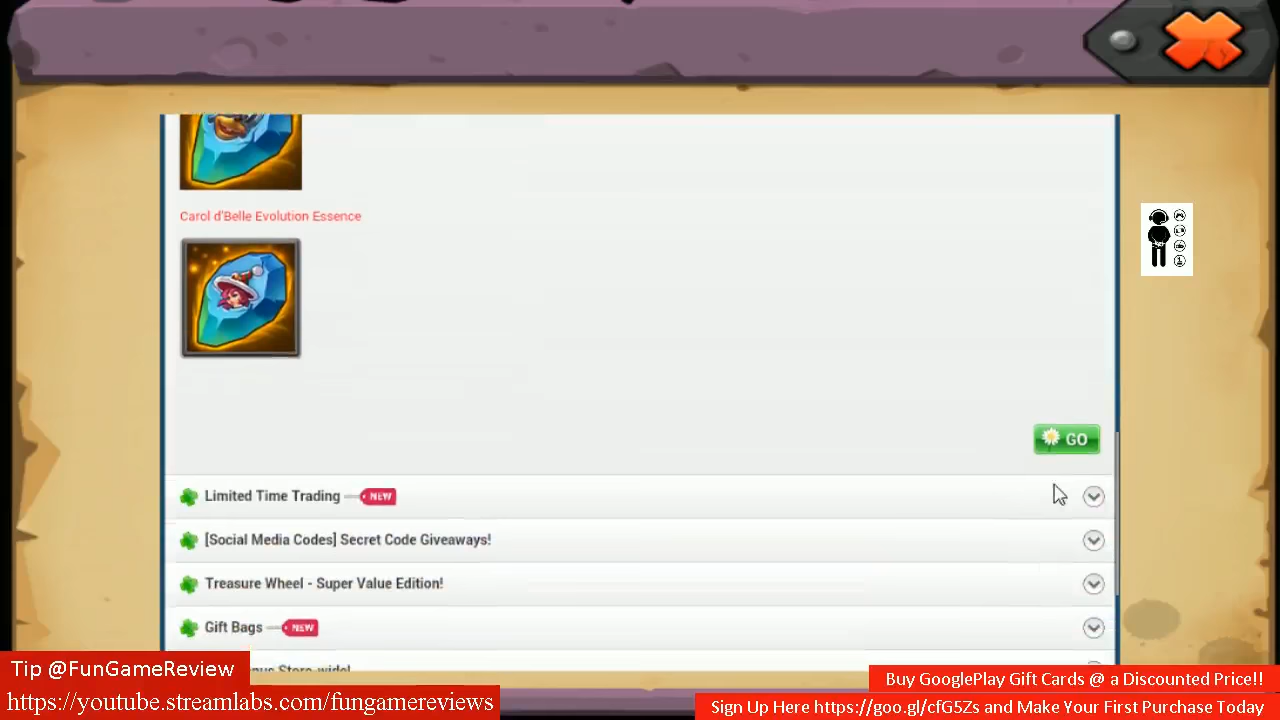 Carol d'Belle Evolution Essence
GO
Limited Time Trading NEW
[Social Media Codes] Secret Code Giveaways!
Treasure Wheel - Super Value Edition!
Gift Bags NEW
Store-wide!
Tip @FunGameReview
https://youtube.streamlabs.com/fungamereviews
Buy GooglePlay Gift Cards @ a Discounted Price!!
Sign Up Here https://goo.gl/cfG5Zs and Make Your First Purchase Today